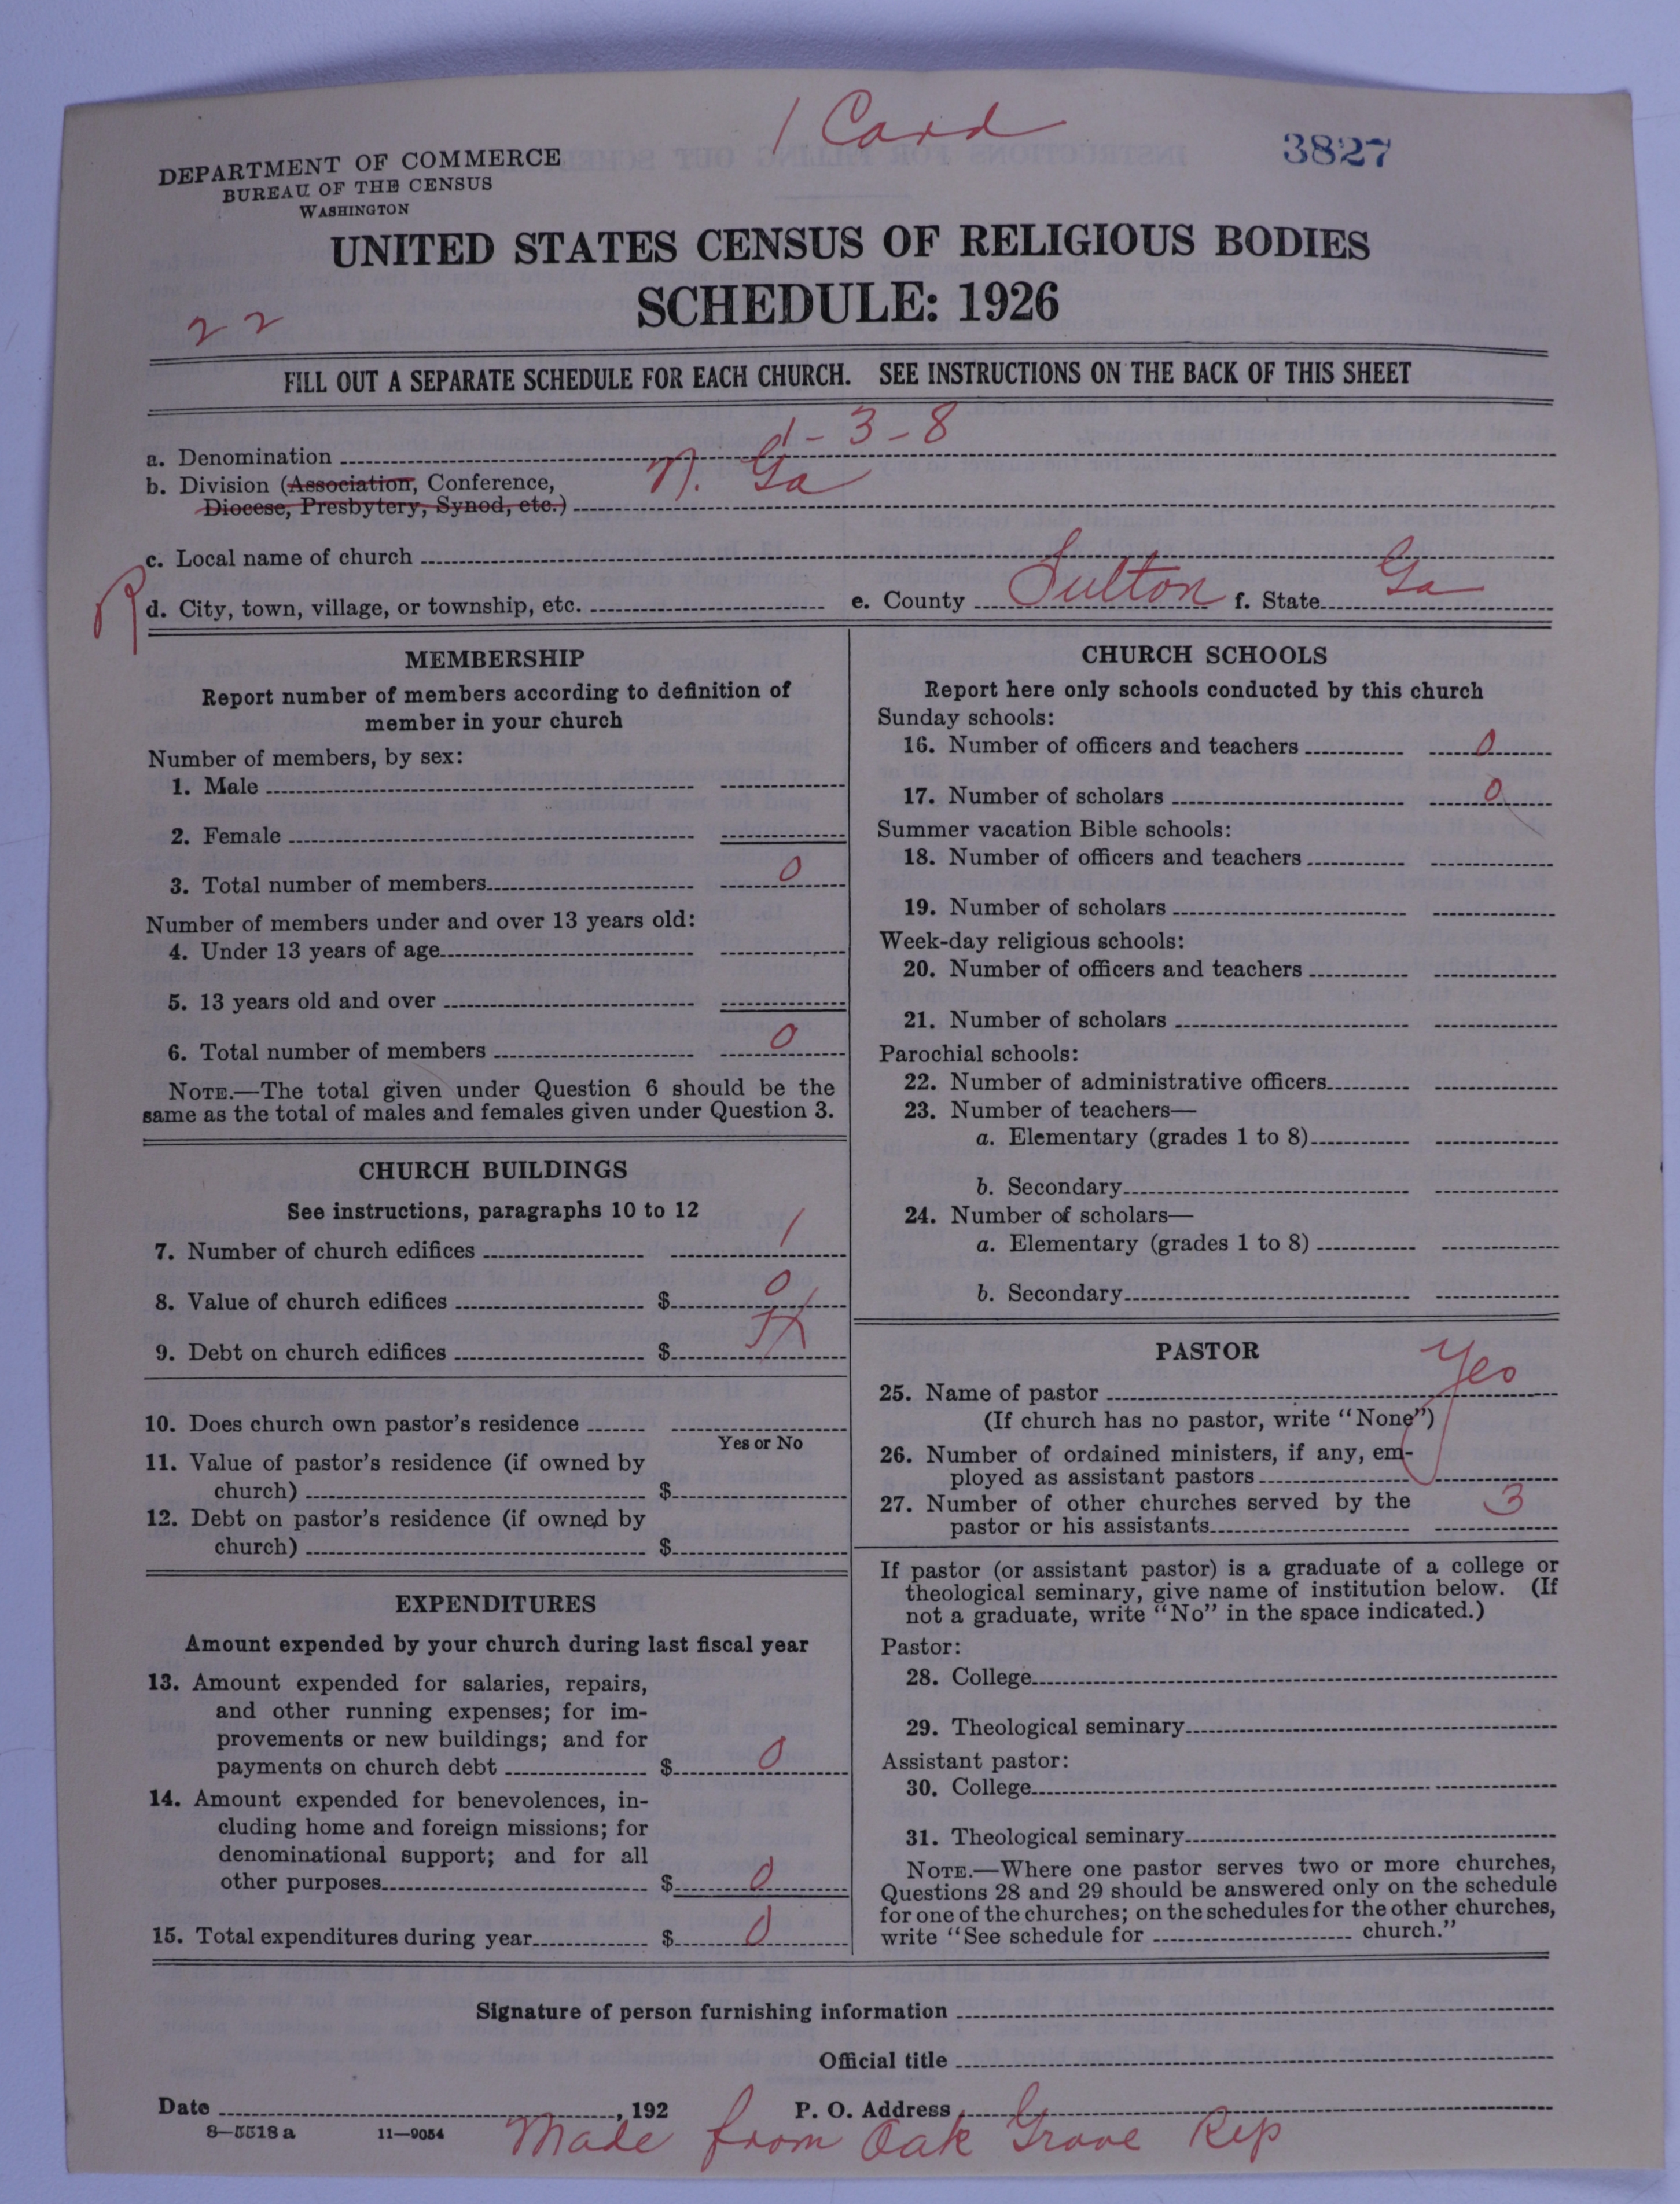 1 Card
3827
DEPARTMENT OF COMMERCE
BUREAU OF THE CENSUS
WASHINGTON
UNITED STATES CENSUS OF RELIGIOUS BODIES
SCHEDULE: 1926
22
FILL OUT A SEPARATE SCHEDULE FOR EACH CHURCH. SEE INSTRUCTIONS ON THE BACK OF THIS SHEET
a. Denomination 1-3-8
b. Division (Association, Conference, N. Ga
Diocese, Presbytery, Synod, etc.)
c. Local name of church
R
d. City, town, village, or township, etc. e. County Fulton f. State Ga
MEMBERSHIP
Report number of members according to definition of
member in your church
Number of members, by sex:
1. Male
2. Female
3. Total number of members 0
Number of members under and over 13 years old:
4. Under 13 years of age
5. 13 years old and over
6. Total number of members 0
NOTE.—The total given under Question 6 should be the
same as the total of males and females given under Question 3.
CHURCH BUILDINGS
See instructions, paragraphs 10 to 12
7. Number of church edifices 1
8. Value of church edifices $ 0
9. Debt on church edifices $
10. Does church own pastor's residence
Yes or No
11. Value of pastor's residence (if owned by
church) $
12. Debt on pastor's residence (if owned by
church) $
EXPENDITURES
Amount expended by your church during last fiscal year
13. Amount expended for salaries, repairs,
and other running expenses; for im-
provements or new buildings; and for
payments on church debt $ 0
14. Amount expended for benevolences, in-
cluding home and foreign missions; for
denominational support; and for all
other purposes $ 0
15. Total expenditures during year $ 0
CHURCH SCHOOLS
Report here only schools conducted by this church
Sunday schools:
16. Number of officers and teachers 0
17. Number of scholars 0
Summer vacation Bible schools:
18. Number of officers and teachers
19. Number of scholars
Week-day religious schools:
20. Number of officers and teachers
21. Number of scholars
Parochial schools:
22. Number of administrative officers
23. Number of teachers—
a. Elementary (grades 1 to 8)
b. Secondary
24. Number of scholars—
a. Elementary (grades 1 to 8)
b. Secondary
PASTOR
25. Name of pastor Yes
(If church has no pastor, write "None")
26. Number of ordained ministers, if any, em-
ployed as assistant pastors
27. Number of other churches served by the
pastor or his assistants 3
If pastor (or assistant pastor) is a graduate of a college or
theological seminary, give name of institution below. (If
not a graduate, write "No" in the space indicated.)
Pastor:
28. College
29. Theological seminary
Assistant pastor:
30. College
31. Theological seminary
NOTE.—Where one pastor serves two or more churches,
Questions 28 and 29 should be answered only on the schedule
for one of the churches; on the schedules for the other churches,
write "See schedule for church."
Signature of person furnishing information
Official title
Date , 192 P. O. Address
8—5518 a 11—9054
Made from Oak Grove Rep